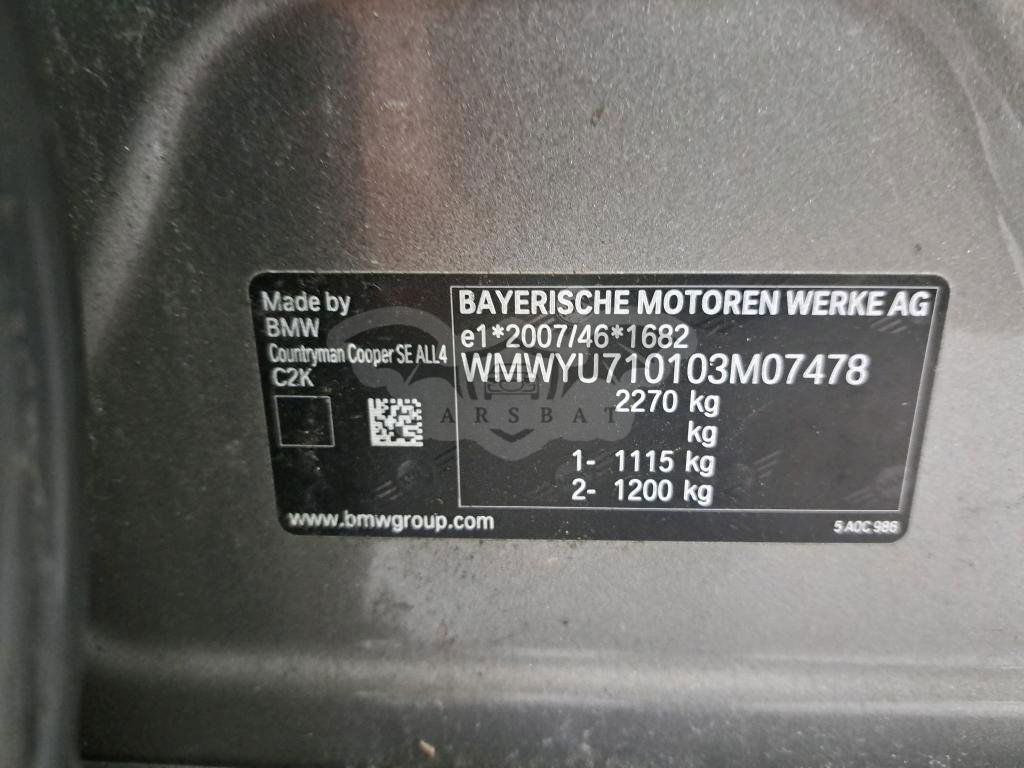 Made by
BMW
Countryman Cooper SE ALL4
C2K
BAYERISCHE MOTOREN WERKE AG
e1*2007/46*1682
WMWYU710103M07478
2270 kg
kg
1- 1115 kg
2- 1200 kg
ARSBAT
www.bmwgroup.com
5 A0C 986